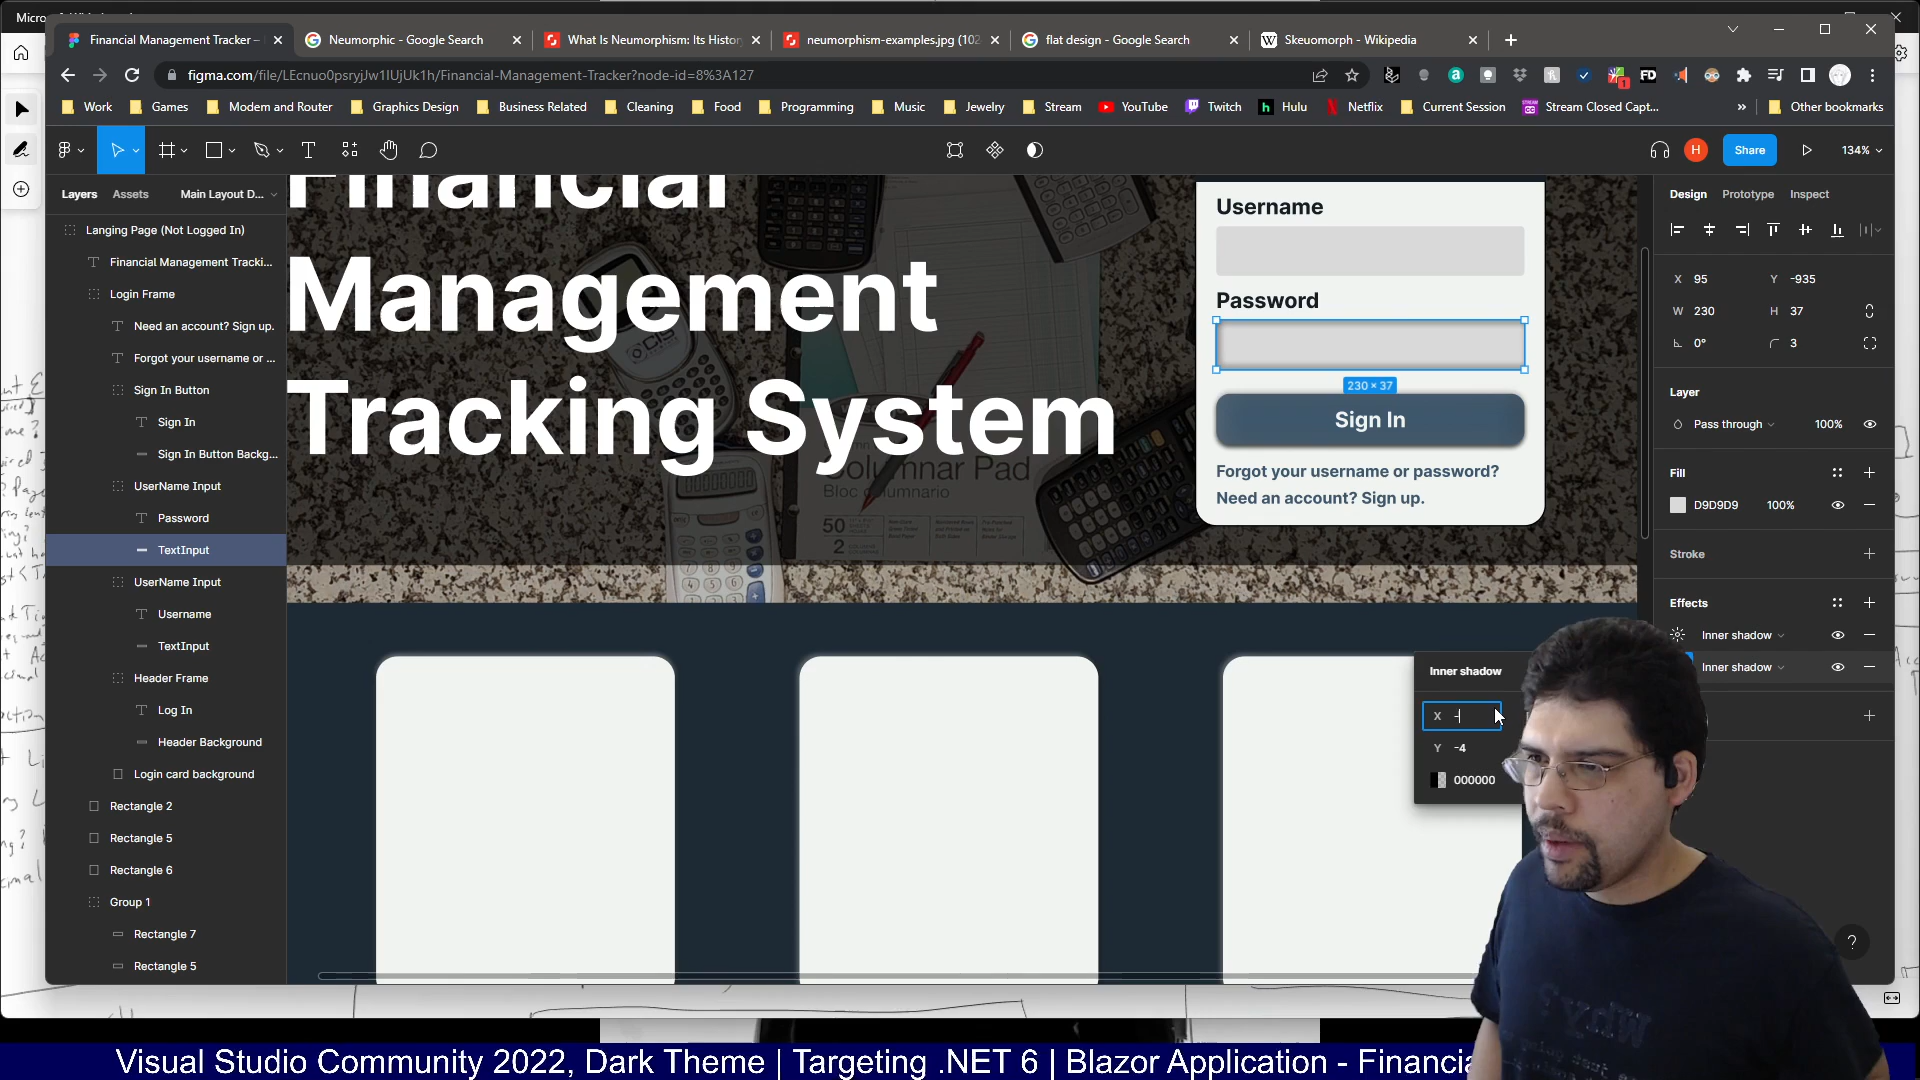 Financial Management Tracker –
Neumorphic - Google Search
What Is Neumorphism: Its Histor
neumorphism-examples.jpg (102
flat design - Google Search
Skeuomorph - Wikipedia
figma.com/file/LEcnuo0psryjJw1IUjUk1h/Financial-Management-Tracker?node-id=8%3A127
Work
Games
Modem and Router
Graphics Design
Business Related
Cleaning
Food
Programming
Music
Jewelry
Stream
YouTube
Twitch
Hulu
Netflix
Current Session
Stream Closed Capt...
Other bookmarks
H
Share
134%
Layers
Assets
Main Layout D...
Langing Page (Not Logged In)
Financial Management Tracki...
Login Frame
Need an account? Sign up.
Forgot your username or ...
Sign In Button
Sign In
Sign In Button Backg...
UserName Input
Password
TextInput
UserName Input
Username
TextInput
Header Frame
Log In
Header Background
Login card background
Rectangle 2
Rectangle 5
Rectangle 6
Group 1
Rectangle 7
Rectangle 5
Financial
Management
Tracking System
Columnar Pad
Bloc columnario
50
2
Username
Password
230 × 37
Sign In
Forgot your username or password?
Need an account? Sign up.
Design
Prototype
Inspect
X 95
Y -935
W 230
H 37
0°
3
Layer
Pass through
100%
Fill
D9D9D9
100%
Stroke
Effects
Inner shadow
Inner shadow
Inner shadow
X -
Y -4
000000
?
Visual Studio Community 2022, Dark Theme | Targeting .NET 6 | Blazor Application - Financia